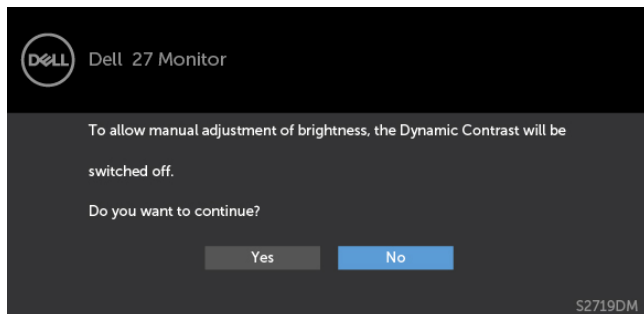 DELL
Dell 27 Monitor
To allow manual adjustment of brightness, the Dynamic Contrast will be
switched off.
Do you want to continue?
Yes
No
S2719DM